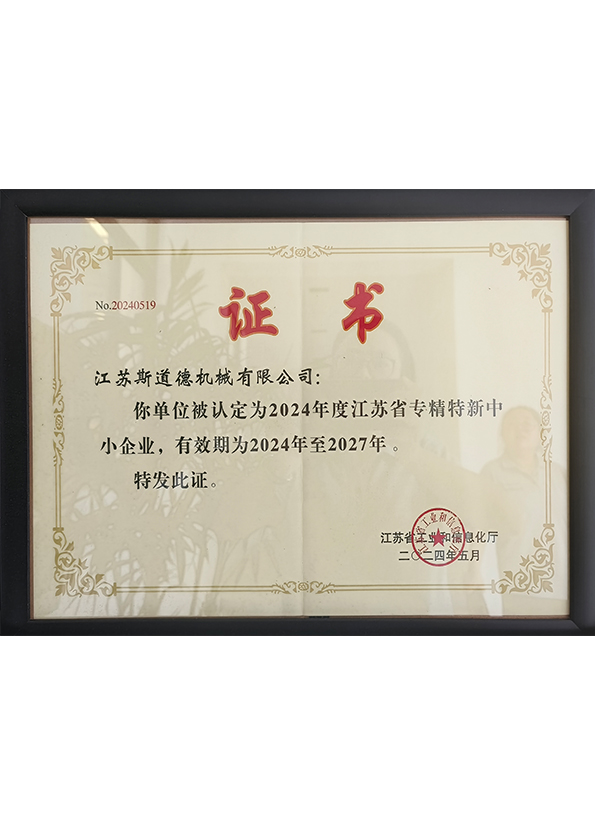 No.20240519
证 书
江苏斯道德机械有限公司：
你单位被认定为2024年度江苏省专精特新中
小企业，有效期为2024年至2027年。
特发此证。
江苏省工业和信息化厅
二〇二四年五月